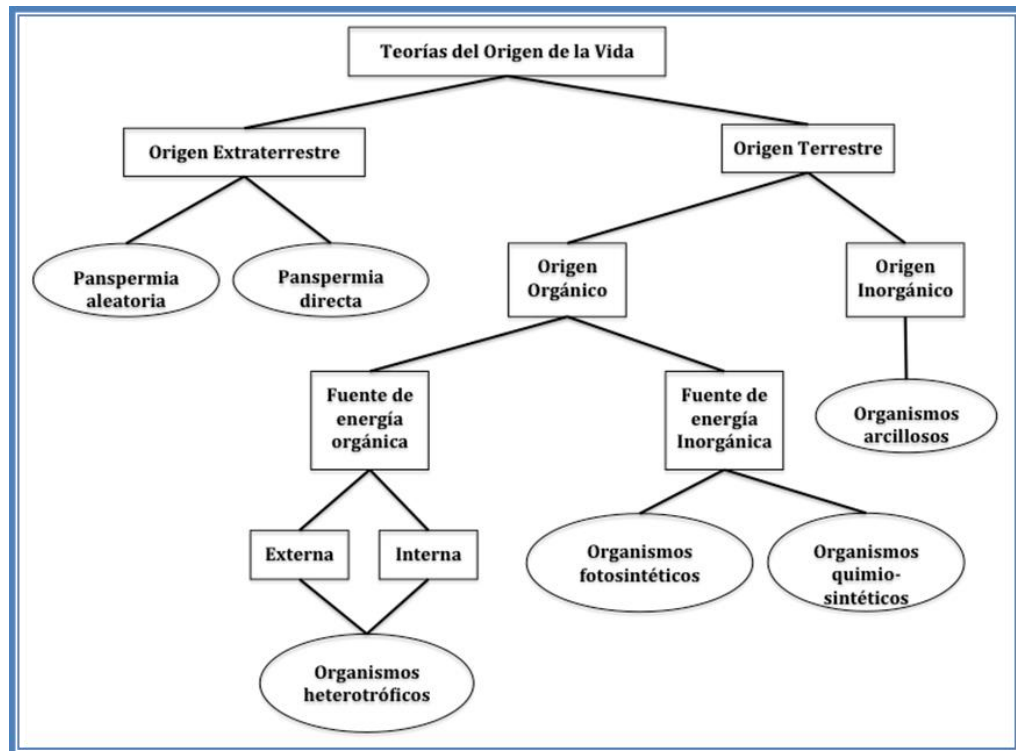 Teorías del Origen de la Vida
Origen Extraterrestre
Origen Terrestre
Panspermia
aleatoria
Panspermia
directa
Origen
Orgánico
Origen
Inorgánico
Fuente de
energía
orgánica
Fuente de
energía
Inorgánica
Organismos
arcillosos
Externa
Interna
Organismos
fotosintéticos
Organismos
quimio-
sintéticos
Organismos
heterotróficos